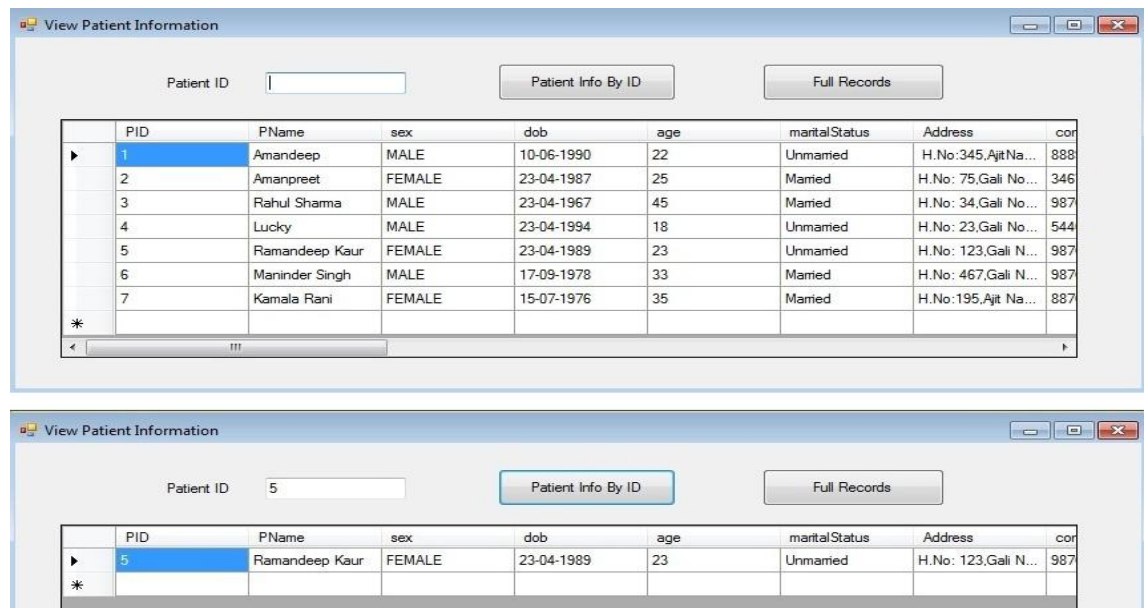 View Patient Information
Patient ID Patient Info By ID Full Records
PID PName sex dob age maritalStatus Address
1 Amandeep MALE 10-06-1990 22 Unmarried H.No:345,AjitNa...
2 Amanpreet FEMALE 23-04-1987 25 Married H.No: 75,Gali No...
3 Rahul Sharma MALE 23-04-1967 45 Married H.No: 34,Gali No...
4 Lucky MALE 23-04-1994 18 Unmarried H.No: 23,Gali No...
5 Ramandeep Kaur FEMALE 23-04-1989 23 Unmarried H.No: 123,Gali N... 987
6 Maninder Singh MALE 17-09-1978 33 Married H.No: 467,Gali N... 987
7 Kamala Rani FEMALE 15-07-1976 35 Married H.No:195,Ajit Na... 887
View Patient Information
Patient ID 5 Patient Info By ID Full Records
PID PName sex dob age maritalStatus Address
5 Ramandeep Kaur FEMALE 23-04-1989 23 Unmarried H.No: 123,Gali N... 987